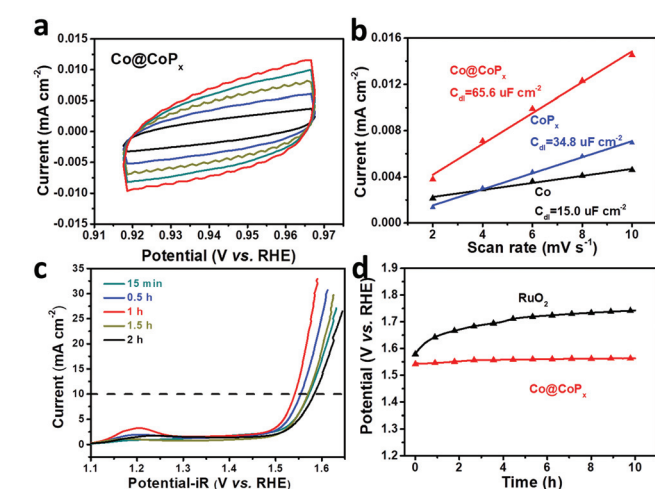 a
Co@CoPx
0.015
0.010
0.005
0.000
-0.005
-0.010
-0.015
0.91 0.92 0.93 0.94 0.95 0.96 0.97
Current (mA cm-2)
Potential (V vs. RHE)
b
0.016
0.012
0.008
0.004
0.000
2 4 6 8 10
Current (mA cm-2)
Scan rate (mV s-1)
Co@CoPx
Cdl=65.6 uF cm-2
CoPx
Cdl=34.8 uF cm-2
Co
Cdl=15.0 uF cm-2
c
35
30
25
20
15
10
5
0
1.1 1.2 1.3 1.4 1.5 1.6
Current (mA cm-2)
Potential-iR (V vs. RHE)
15 min
0.5 h
1 h
1.5 h
2 h
d
1.9
1.8
1.7
1.6
1.5
1.4
1.3
1.2
0 2 4 6 8 10
Potential (V vs. RHE)
Time (h)
RuO2
Co@CoPx